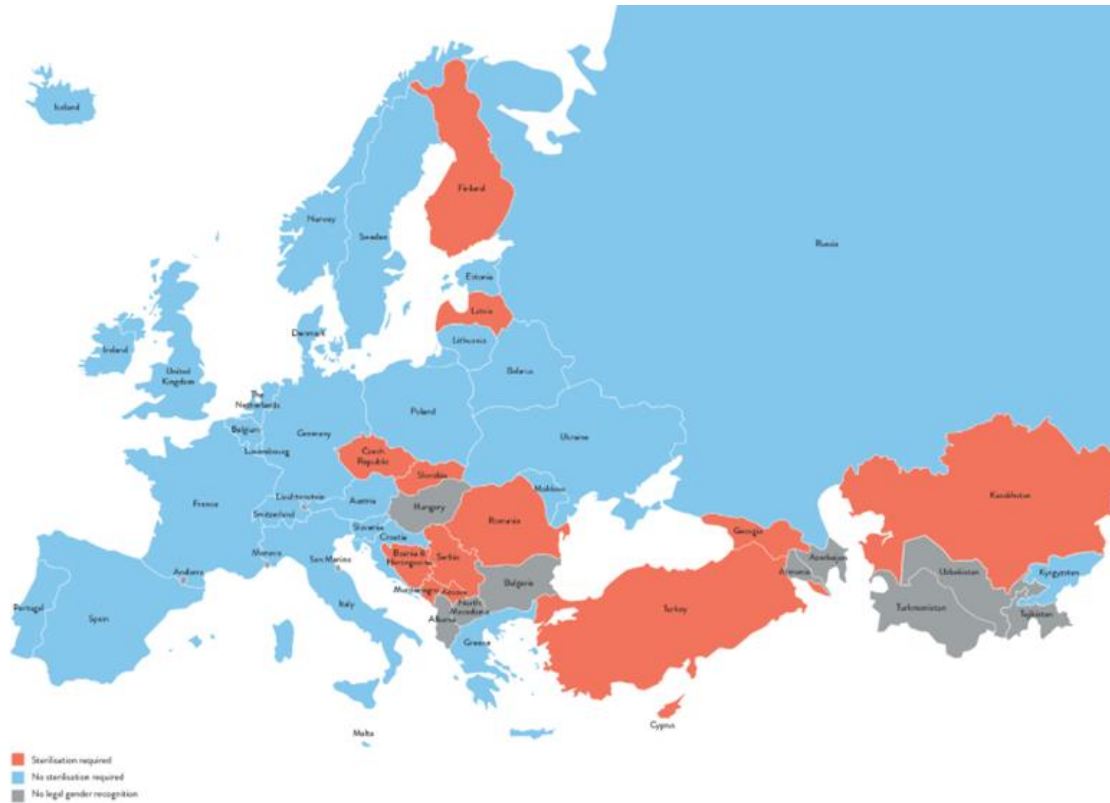 Iceland
Finland
Norway
Sweden
Russia
Estonia
Latvia
Denmark
Lithuania
Ireland
United
Kingdom
Belarus
The
Netherlands
Poland
Belgium
Germany
Ukraine
Luxembourg
Czech
Republic
Slovakia
Moldova
Liechtenstein
Austria
Kazakhstan
France
Hungary
Switzerland
Romania
Slovenia
Georgia
Croatia
Monaco
San Marino
Bosnia &
Herzegovina
Serbia
Azerbaijan
Armenia
Uzbekistan
Kyrgyzstan
Andorra
Bulgaria
Montenegro
Kosovo
North
Macedonia
Italy
Portugal
Spain
Turkey
Turkmenistan
Tajikistan
Albania
Greece
Cyprus
Malta
Sterilisation required
No sterilisation required
No legal gender recognition